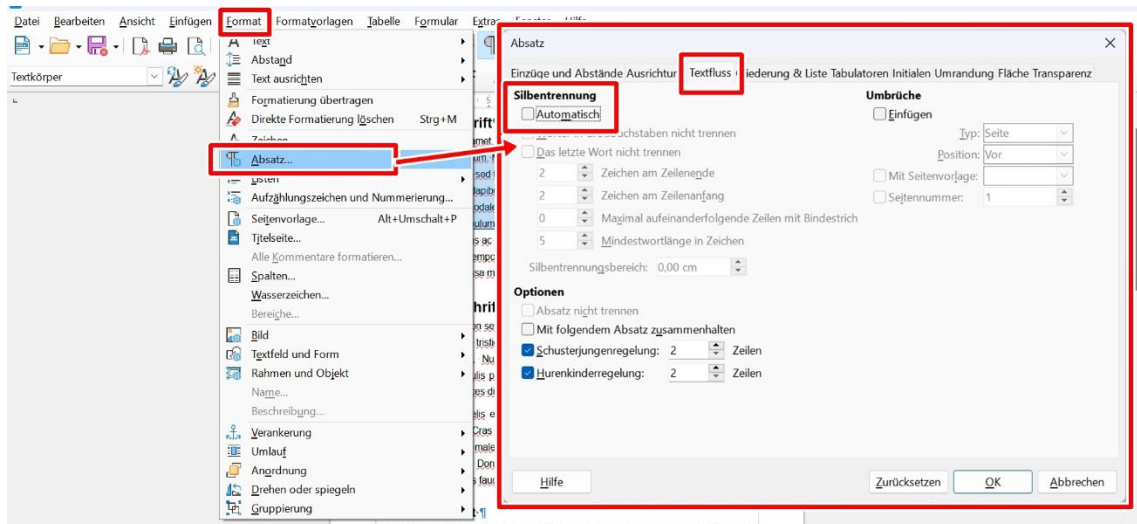 Datei Bearbeiten Ansicht Einfügen Format Formatvorlagen Tabelle Formular Extras Fenster Hilfe
Textkörper
Text
Abstand
Text ausrichten
Formatierung übertragen
Direkte Formatierung löschen Strg+M
Zeichen
Absatz...
Listen
Aufzählungszeichen und Nummerierung...
Seitenvorlage... Alt+Umschalt+P
Titelseite...
Alle Kommentare formatieren...
Spalten...
Wasserzeichen...
Bereiche...
Bild
Textfeld und Form
Rahmen und Objekt
Name...
Beschreibung...
Verankerung
Umlauf
Anordnung
Drehen oder spiegeln
Gruppierung
Absatz
Einzüge und Abstände Ausrichtur Textfluss iederung & Liste Tabulatoren Initialen Umrandung Fläche Transparenz
Silbentrennung
Automatisch
Wörter in Großbuchstaben nicht trennen
Das letzte Wort nicht trennen
2 Zeichen am Zeilenende
2 Zeichen am Zeilenanfang
0 Maximal aufeinanderfolgende Zeilen mit Bindestrich
5 Mindestwortlänge in Zeichen
Silbentrennungsbereich: 0,00 cm
Umbrüche
Einfügen
Typ: Seite
Position: Vor
Mit Seitenvorlage:
Seitennummer: 1
Optionen
Absatz nicht trennen
Mit folgendem Absatz zusammenhalten
Schusterjungenregelung: 2 Zeilen
Hurenkinderregelung: 2 Zeilen
Hilfe Zurücksetzen OK Abbrechen